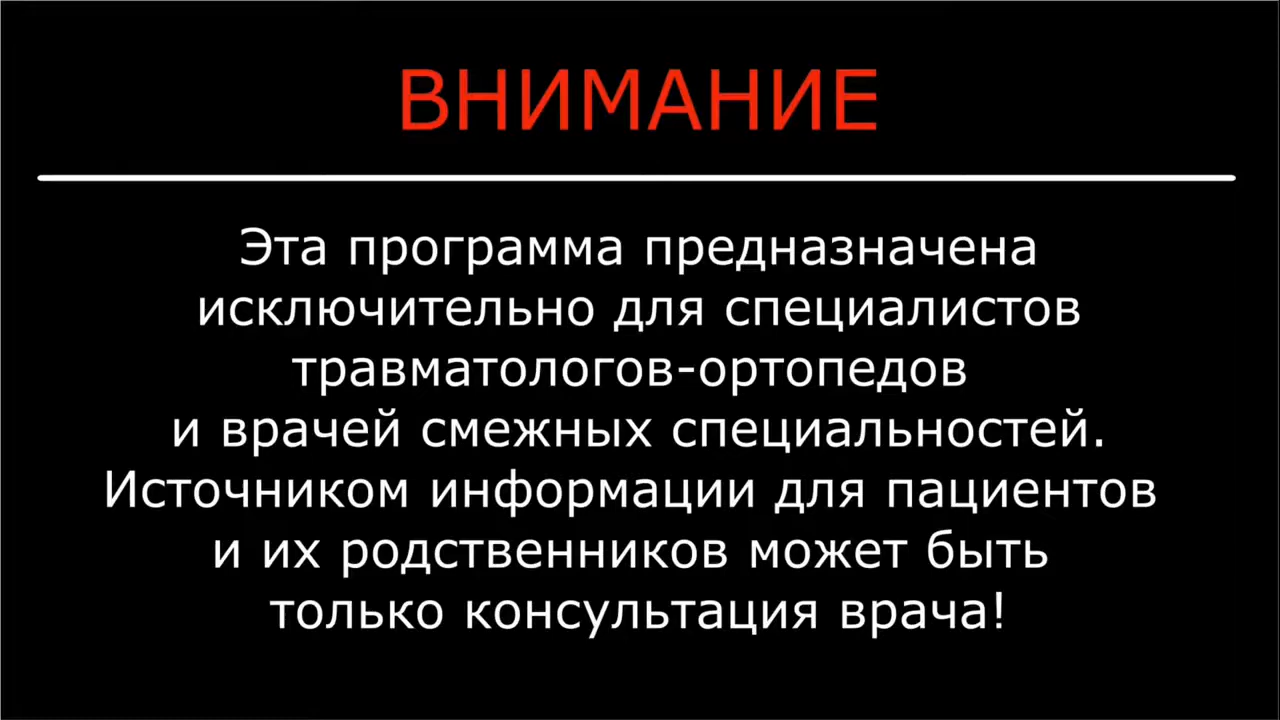 ВНИМАНИЕ
Эта программа предназначена
исключительно для специалистов
травматологов-ортопедов
и врачей смежных специальностей.
Источником информации для пациентов
и их родственников может быть
только консультация врача!